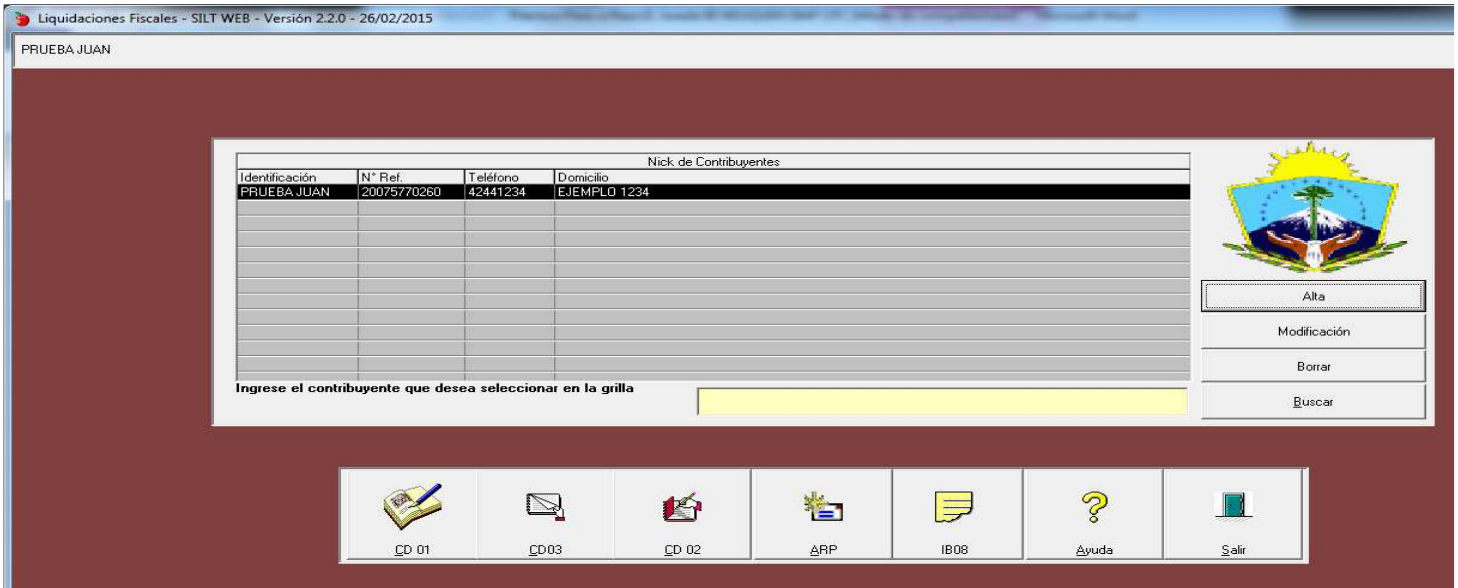 Liquidaciones Fiscales - SILT WEB - Versión 2.2.0 - 26/02/2015
PRUEBA JUAN
Nick de Contribuyentes
Identificación N° Ref. Teléfono Domicilio
PRUEBA JUAN 20075770260 42441234 EJEMPLO 1234
Alta
Modificación
Borrar
Ingrese el contribuyente que desea seleccionar en la grilla
Buscar
CD 01 CD03 CD 02 ARP IB08 Ayuda Salir